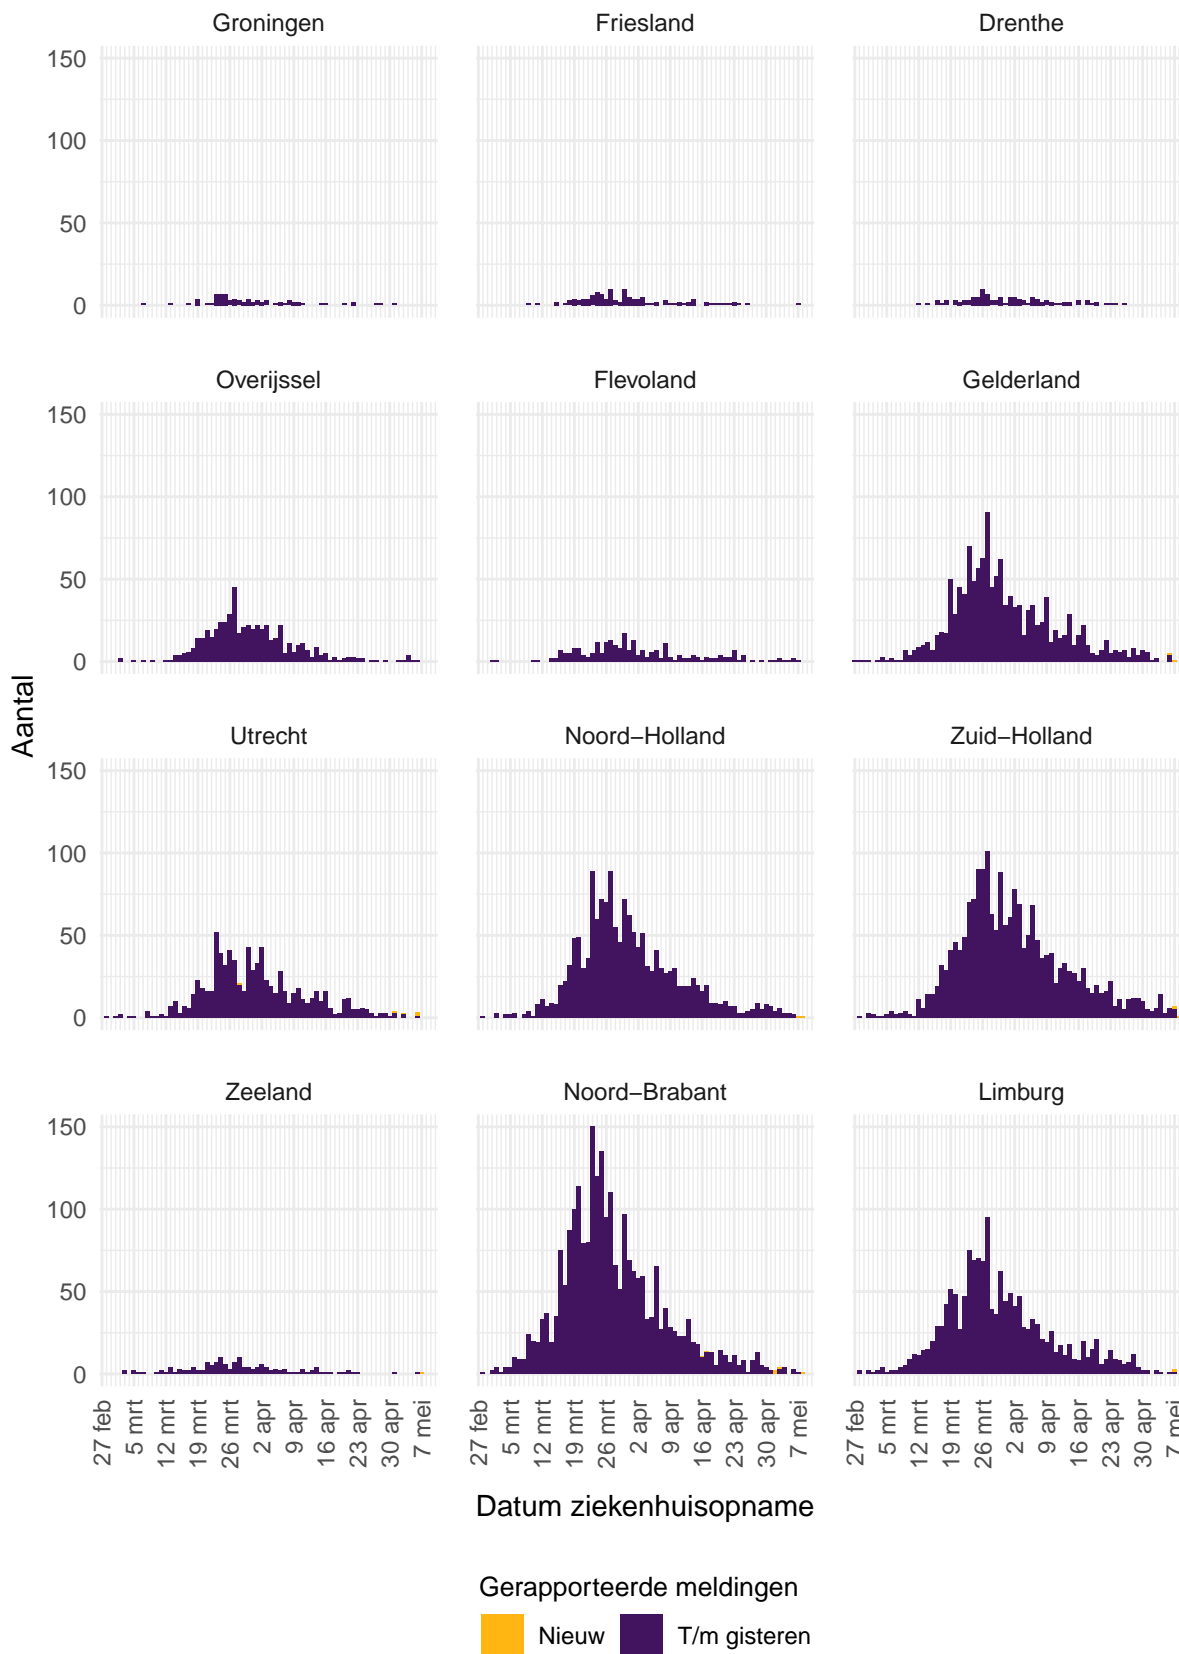 Groningen Friesland Drenthe
150
100
50
0
Overijssel Flevoland Gelderland
150
100
50
0
Aantal
Utrecht Noord−Holland Zuid−Holland
150
100
50
0
Zeeland Noord−Brabant Limburg
150
100
50
0
27 feb 5 mrt 12 mrt 19 mrt 26 mrt 2 apr 9 apr 16 apr 23 apr 30 apr 7 mei 27 feb 5 mrt 12 mrt 19 mrt 26 mrt 2 apr 9 apr 16 apr 23 apr 30 apr 7 mei 27 feb 5 mrt 12 mrt 19 mrt 26 mrt 2 apr 9 apr 16 apr 23 apr 30 apr 7 mei
Datum ziekenhuisopname
Gerapporteerde meldingen
Nieuw T/m gisteren